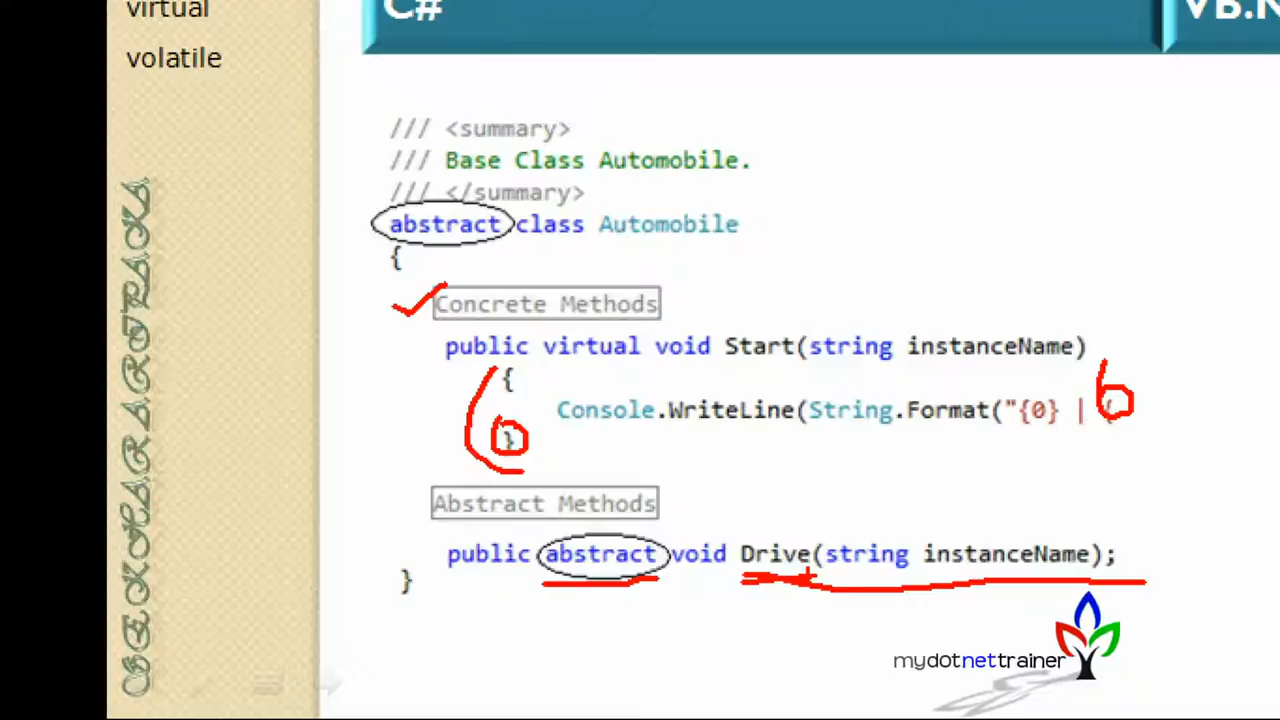 virtual
volatile
C#
VB.N
/// <summary>
/// Base Class Automobile.
/// </summary>
abstract class Automobile
{
Concrete Methods
public virtual void Start(string instanceName)
{
Console.WriteLine(String.Format("{0} | {
}
Abstract Methods
public abstract void Drive(string instanceName);
}
mydotnettrainer